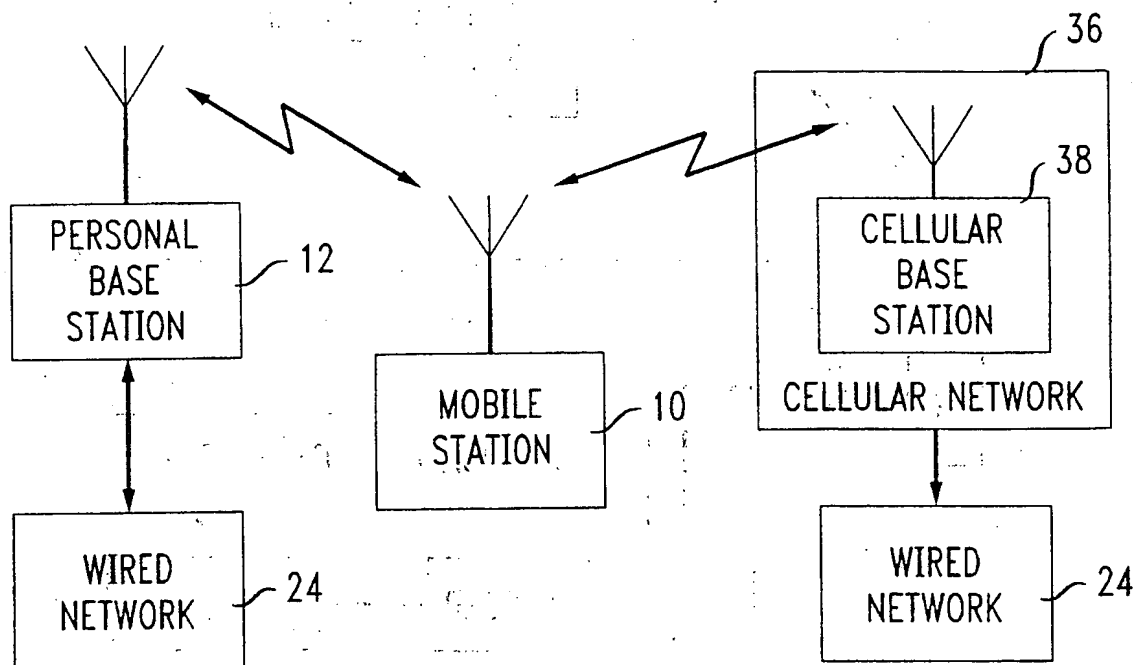 36
38
PERSONAL
BASE
STATION
12
CELLULAR
BASE
STATION
MOBILE
STATION
10
CELLULAR NETWORK
WIRED
NETWORK
24
WIRED
NETWORK
24